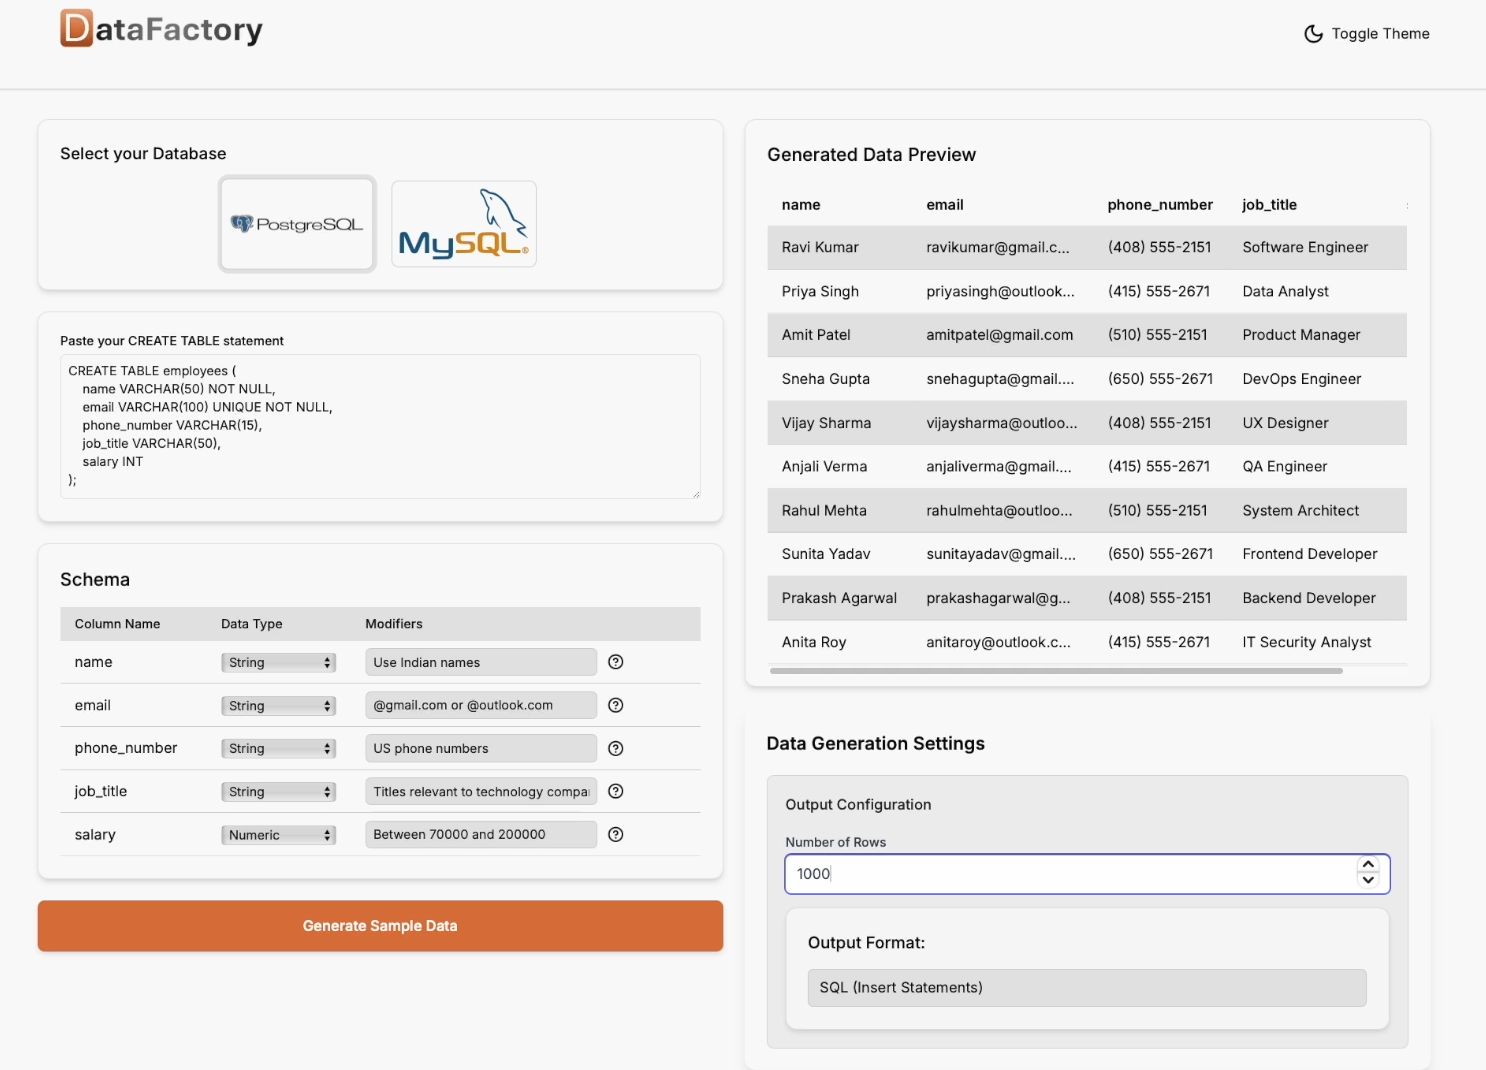 DataFactory
Toggle Theme
Select your Database
PostgreSQL
MySQL®
Paste your CREATE TABLE statement
CREATE TABLE employees (
name VARCHAR(50) NOT NULL,
email VARCHAR(100) UNIQUE NOT NULL,
phone_number VARCHAR(15),
job_title VARCHAR(50),
salary INT
);
Schema
Column Name Data Type Modifiers
name String Use Indian names ?
email String @gmail.com or @outlook.com ?
phone_number String US phone numbers ?
job_title String Titles relevant to technology compa ?
salary Numeric Between 70000 and 200000 ?
Generate Sample Data
Generated Data Preview
name email phone_number job_title
Ravi Kumar ravikumar@gmail.c... (408) 555-2151 Software Engineer
Priya Singh priyasingh@outlook... (415) 555-2671 Data Analyst
Amit Patel amitpatel@gmail.com (510) 555-2151 Product Manager
Sneha Gupta snehagupta@gmail.... (650) 555-2671 DevOps Engineer
Vijay Sharma vijaysharma@outloo... (408) 555-2151 UX Designer
Anjali Verma anjaliverma@gmail.... (415) 555-2671 QA Engineer
Rahul Mehta rahulmehta@outloo... (510) 555-2151 System Architect
Sunita Yadav sunitayadav@gmail.... (650) 555-2671 Frontend Developer
Prakash Agarwal prakashagarwal@g... (408) 555-2151 Backend Developer
Anita Roy anitaroy@outlook.c... (415) 555-2671 IT Security Analyst
Data Generation Settings
Output Configuration
Number of Rows
1000
Output Format:
SQL (Insert Statements)